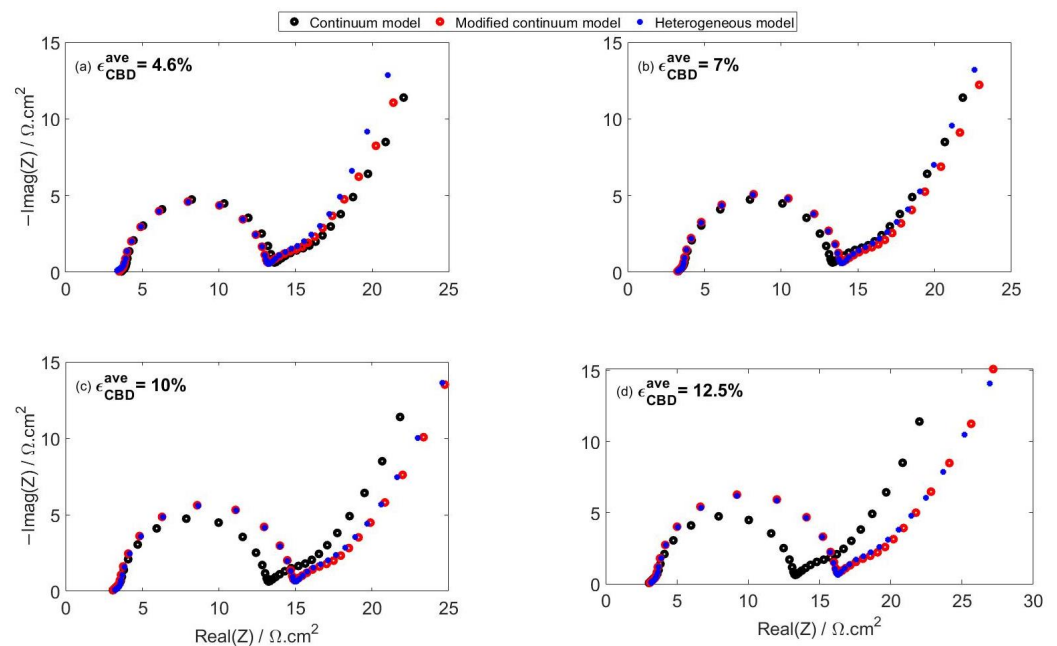 Continuum model Modified continuum model Heterogeneous model
(a) ϵ_CBD^ave = 4.6%
(b) ϵ_CBD^ave = 7%
−Imag(Z) / Ω.cm²
15
10
5
0
0 5 10 15 20 25
15
10
5
0
0 5 10 15 20 25
(c) ϵ_CBD^ave = 10%
(d) ϵ_CBD^ave = 12.5%
−Imag(Z) / Ω.cm²
15
10
5
0
0 5 10 15 20 25
15
10
5
0
0 5 10 15 20 25 30
Real(Z) / Ω.cm²
Real(Z) / Ω.cm²